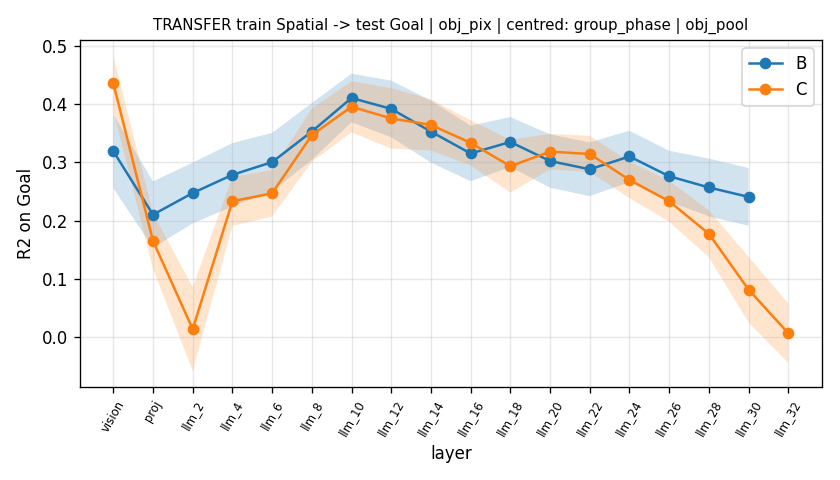 TRANSFER train Spatial -> test Goal | obj_pix | centred: group_phase | obj_pool
B
C
R2 on Goal
0.5
0.4
0.3
0.2
0.1
0.0
vision
proj
llm_2
llm_4
llm_6
llm_8
llm_10
llm_12
llm_14
llm_16
llm_18
llm_20
llm_22
llm_24
llm_26
llm_28
llm_30
llm_32
layer